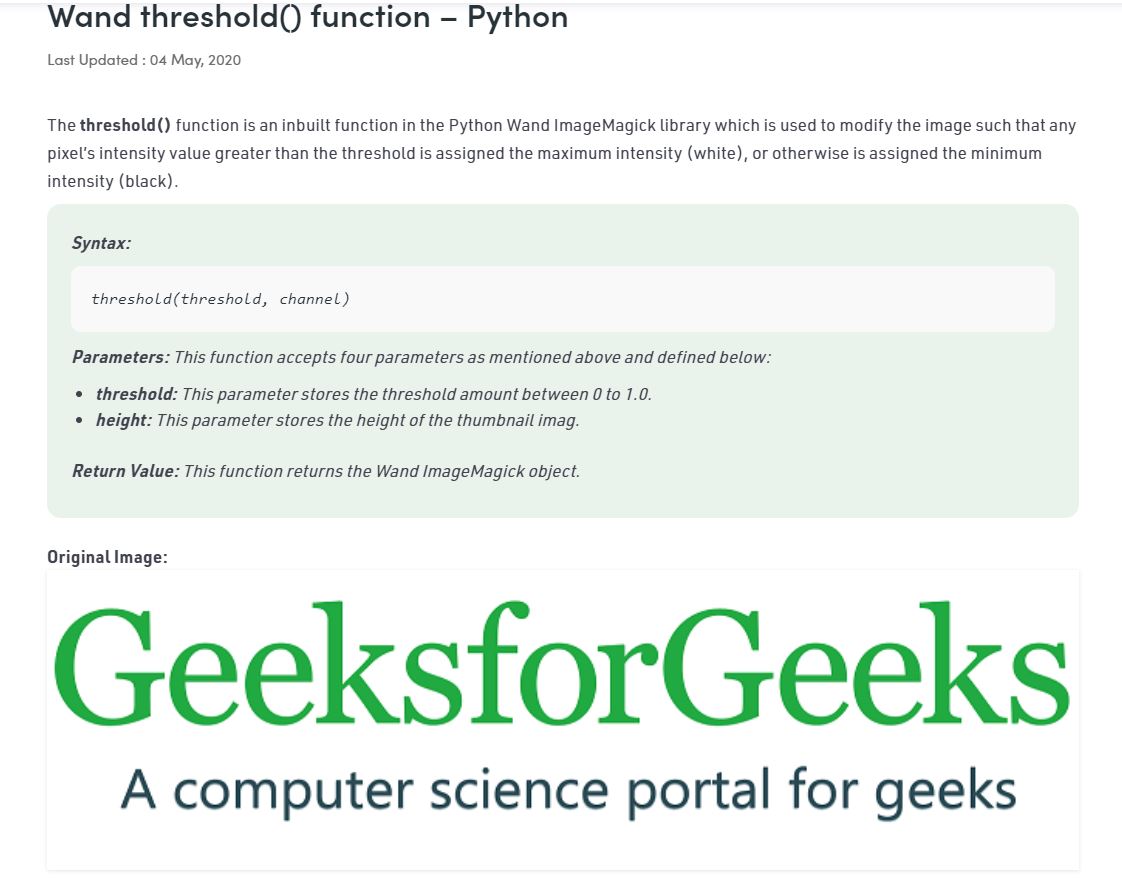 Wand threshold() function – Python
Last Updated : 04 May, 2020
The threshold() function is an inbuilt function in the Python Wand ImageMagick library which is used to modify the image such that any
pixel's intensity value greater than the threshold is assigned the maximum intensity (white), or otherwise is assigned the minimum
intensity (black).
Syntax:
threshold(threshold, channel)
Parameters: This function accepts four parameters as mentioned above and defined below:
• threshold: This parameter stores the threshold amount between 0 to 1.0.
• height: This parameter stores the height of the thumbnail imag.
Return Value: This function returns the Wand ImageMagick object.
Original Image:
GeeksforGeeks
A computer science portal for geeks